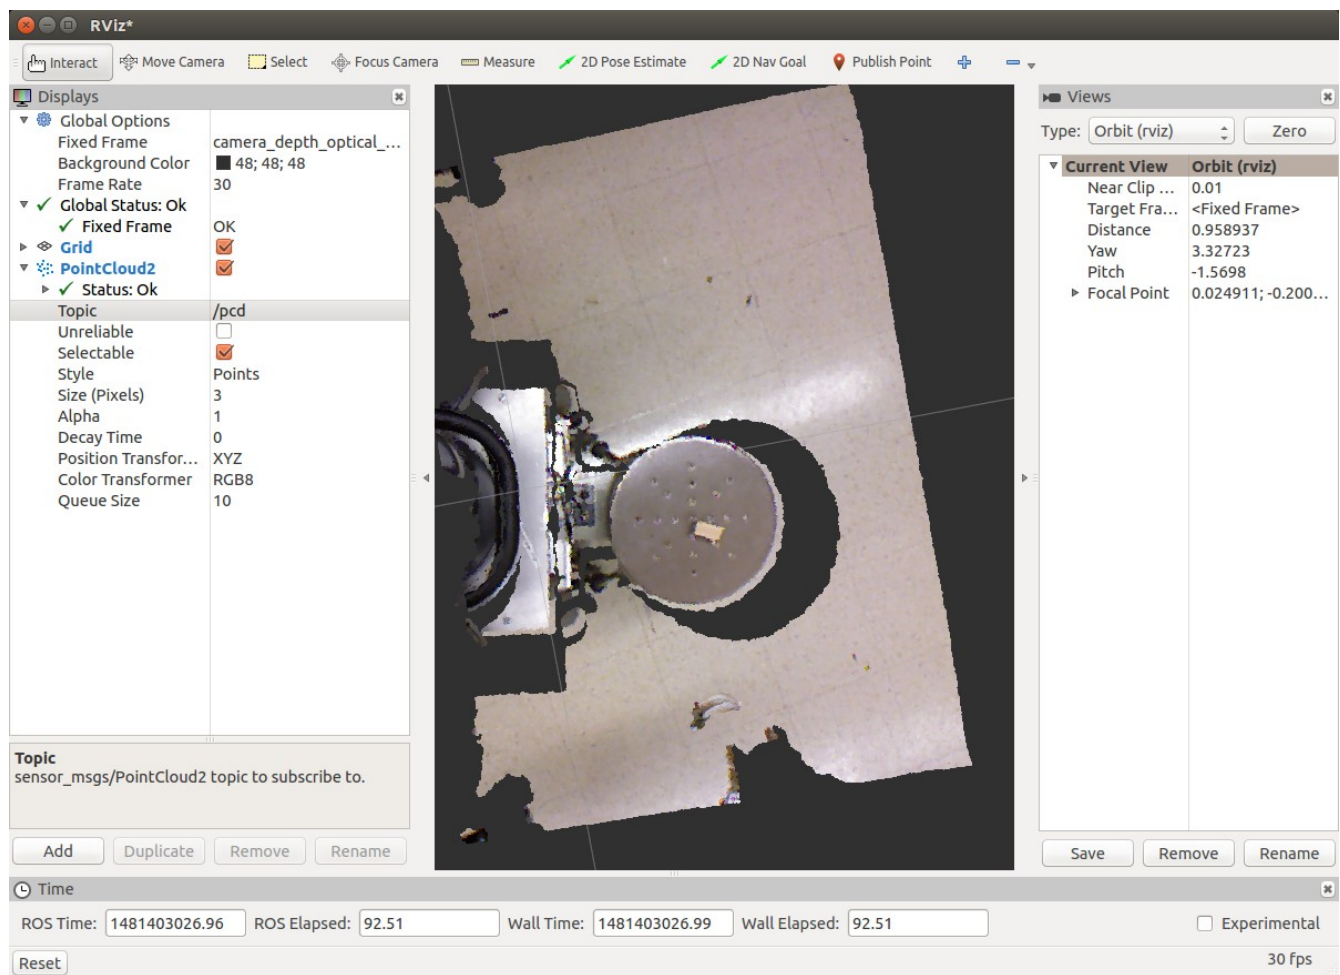 RViz*
Interact Move Camera Select Focus Camera Measure 2D Pose Estimate 2D Nav Goal Publish Point
Displays
Global Options
Fixed Frame camera_depth_optical_...
Background Color 48; 48; 48
Frame Rate 30
Global Status: Ok
Fixed Frame OK
Grid
PointCloud2
Status: Ok
Topic /pcd
Unreliable
Selectable
Style Points
Size (Pixels) 3
Alpha 1
Decay Time 0
Position Transfor... XYZ
Color Transformer RGB8
Queue Size 10
Topic
sensor_msgs/PointCloud2 topic to subscribe to.
Add Duplicate Remove Rename
Views
Type: Orbit (rviz) Zero
Current View Orbit (rviz)
Near Clip ... 0.01
Target Fra... <Fixed Frame>
Distance 0.958937
Yaw 3.32723
Pitch -1.5698
Focal Point 0.024911; -0.200...
Save Remove Rename
Time
ROS Time: 1481403026.96 ROS Elapsed: 92.51 Wall Time: 1481403026.99 Wall Elapsed: 92.51 Experimental
Reset 30 fps